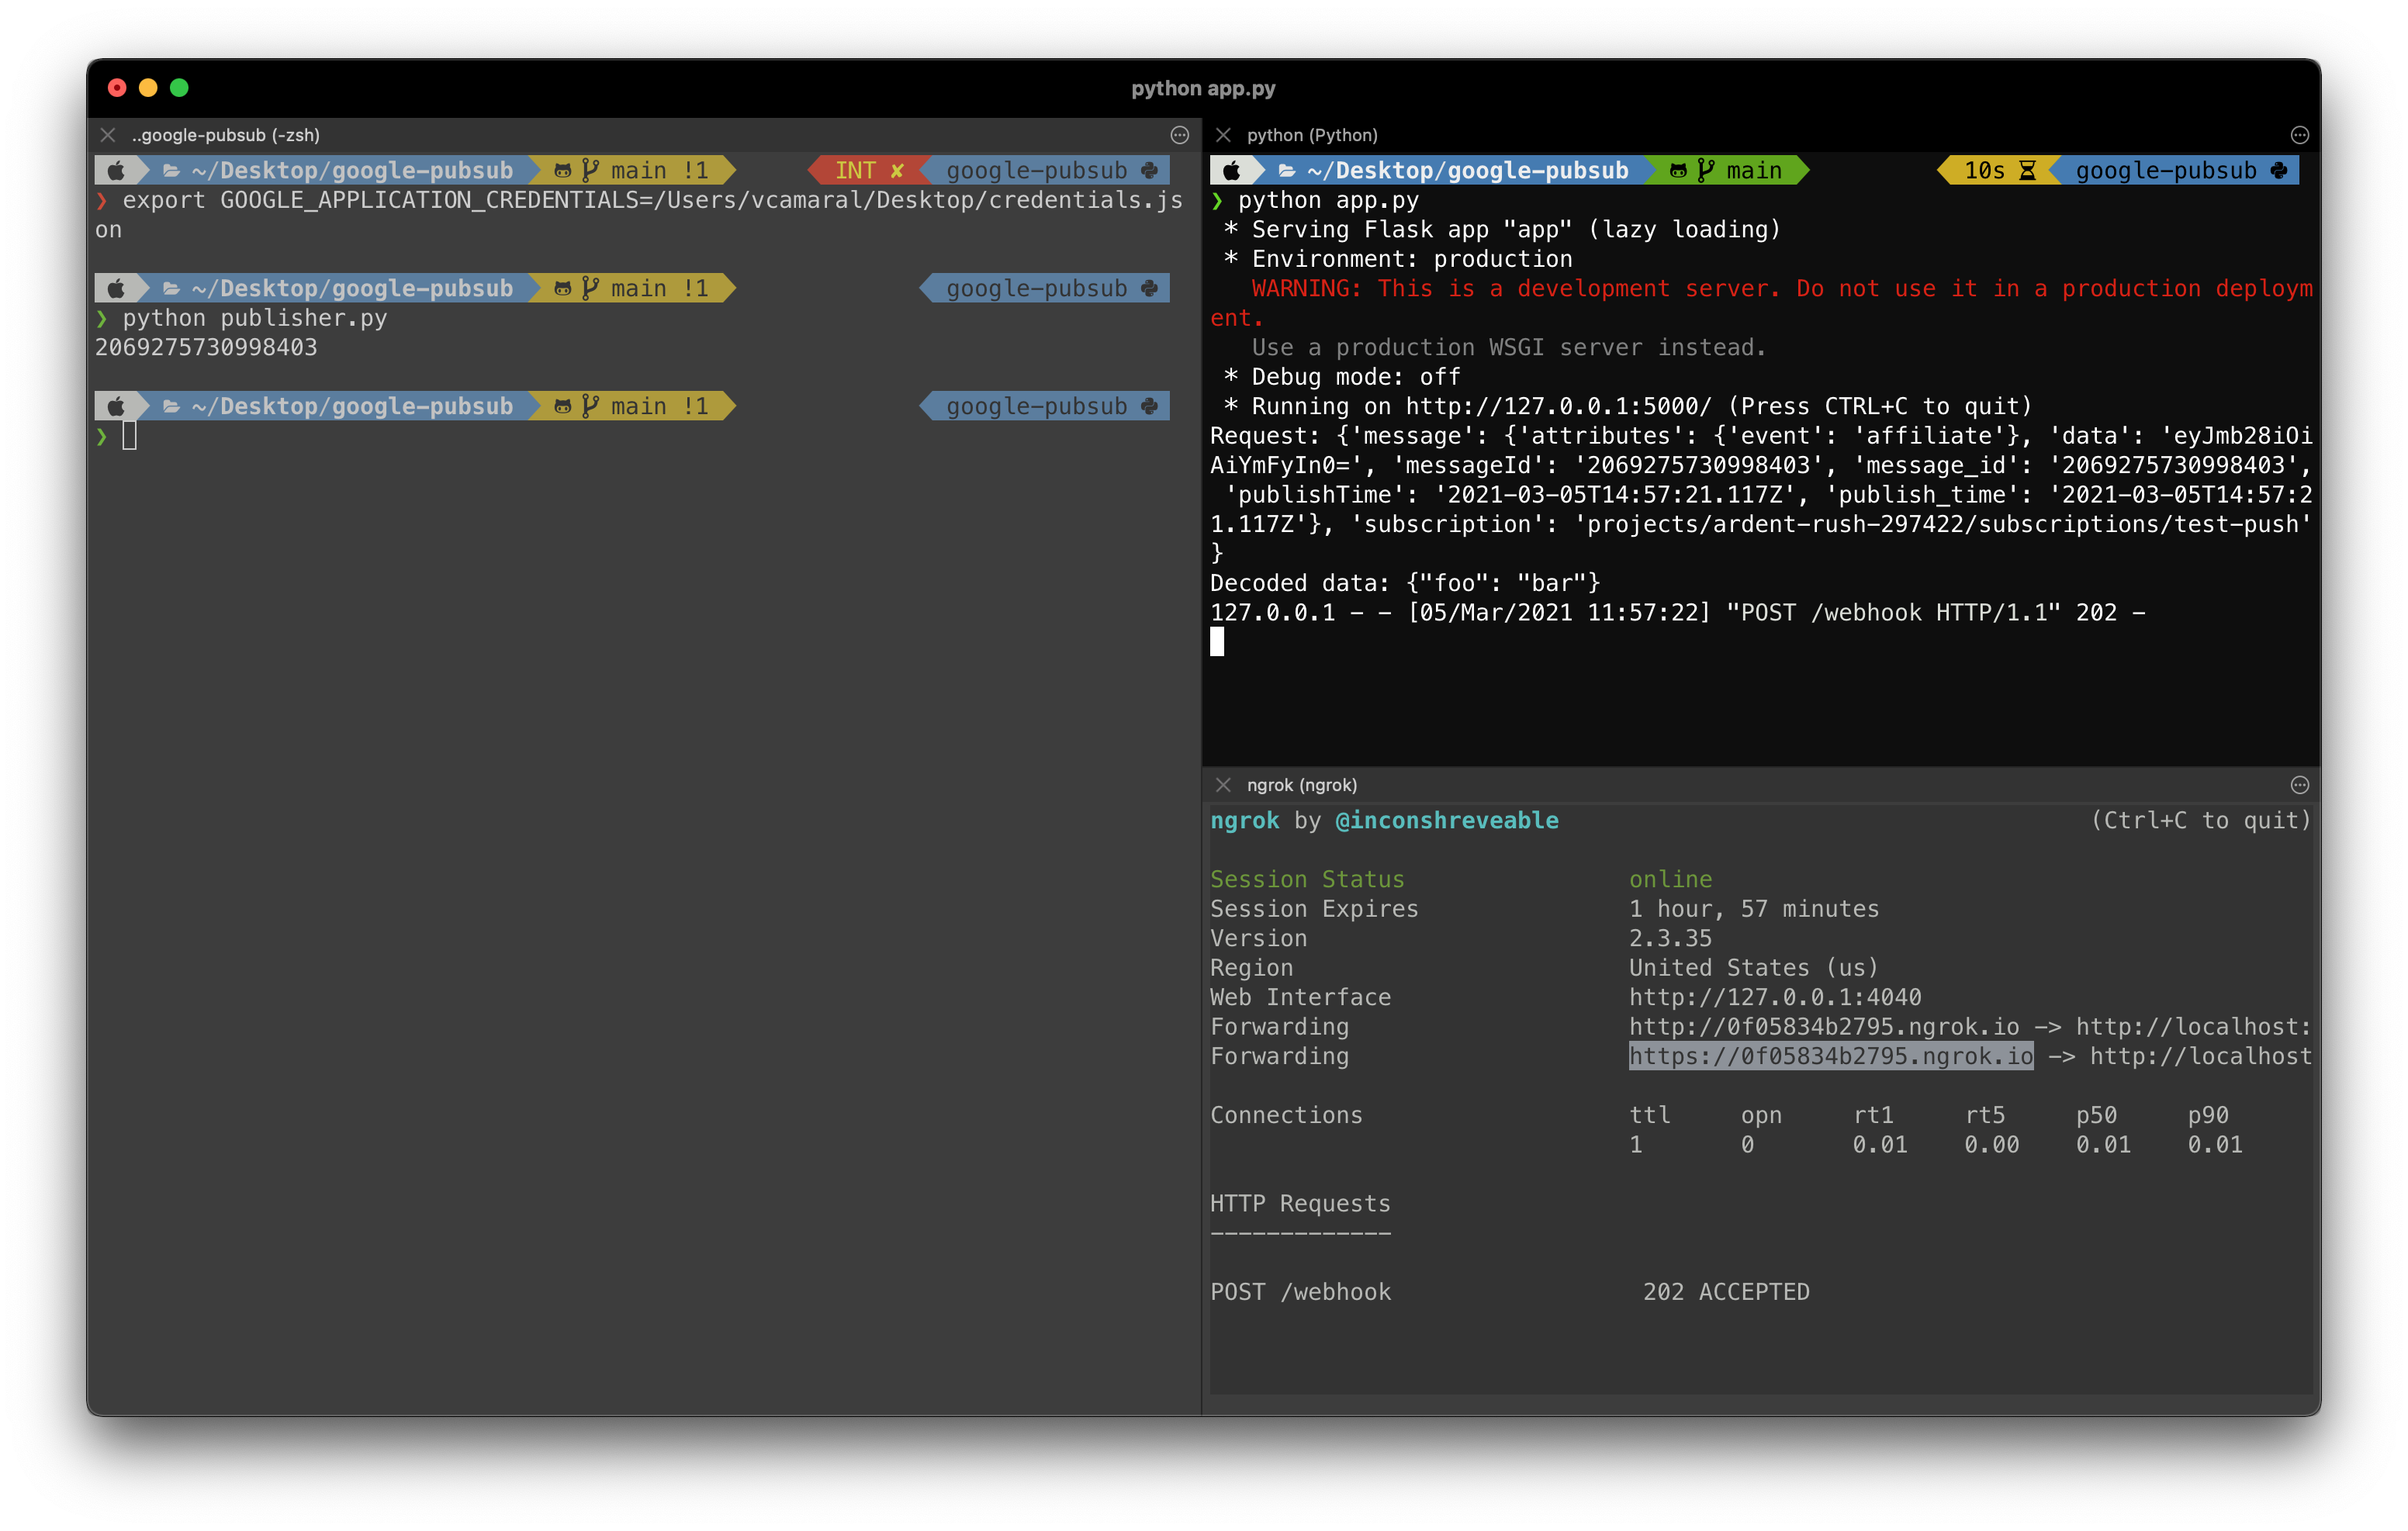 python app.py
..google-pubsub (-zsh)
~/Desktop/google-pubsub main !1 INT ✘ google-pubsub
❯ export GOOGLE_APPLICATION_CREDENTIALS=/Users/vcamaral/Desktop/credentials.js
on
~/Desktop/google-pubsub main !1 google-pubsub
❯ python publisher.py
2069275730998403
~/Desktop/google-pubsub main !1 google-pubsub
❯
python (Python)
~/Desktop/google-pubsub main 10s google-pubsub
❯ python app.py
* Serving Flask app "app" (lazy loading)
* Environment: production
WARNING: This is a development server. Do not use it in a production deploym
ent.
Use a production WSGI server instead.
* Debug mode: off
* Running on http://127.0.0.1:5000/ (Press CTRL+C to quit)
Request: {'message': {'attributes': {'event': 'affiliate'}, 'data': 'eyJmb28iOi
AiYmFyIn0=', 'messageId': '2069275730998403', 'message_id': '2069275730998403',
'publishTime': '2021-03-05T14:57:21.117Z', 'publish_time': '2021-03-05T14:57:2
1.117Z'}, 'subscription': 'projects/ardent-rush-297422/subscriptions/test-push'
}
Decoded data: {"foo": "bar"}
127.0.0.1 - - [05/Mar/2021 11:57:22] "POST /webhook HTTP/1.1" 202 -
ngrok (ngrok)
ngrok by @inconshreveable (Ctrl+C to quit)
Session Status online
Session Expires 1 hour, 57 minutes
Version 2.3.35
Region United States (us)
Web Interface http://127.0.0.1:4040
Forwarding http://0f05834b2795.ngrok.io -> http://localhost:
Forwarding https://0f05834b2795.ngrok.io -> http://localhost
Connections ttl opn rt1 rt5 p50 p90
1 0 0.01 0.00 0.01 0.01
HTTP Requests
-------------
POST /webhook 202 ACCEPTED